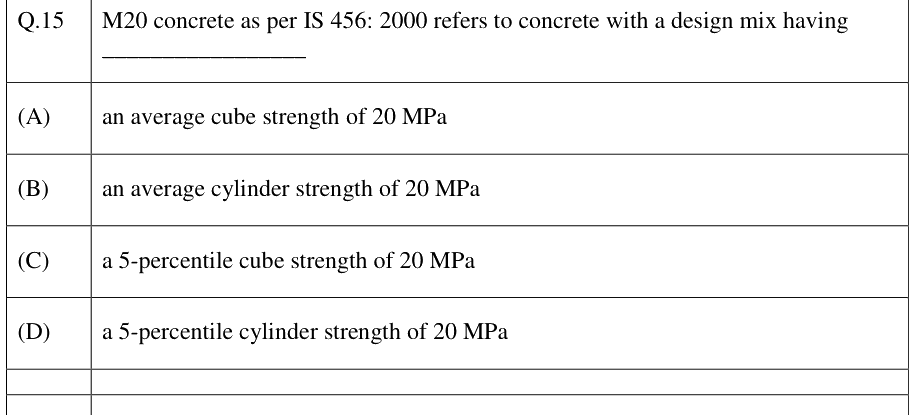 Q.15 M20 concrete as per IS 456: 2000 refers to concrete with a design mix having
_________________
(A) an average cube strength of 20 MPa
(B) an average cylinder strength of 20 MPa
(C) a 5-percentile cube strength of 20 MPa
(D) a 5-percentile cylinder strength of 20 MPa